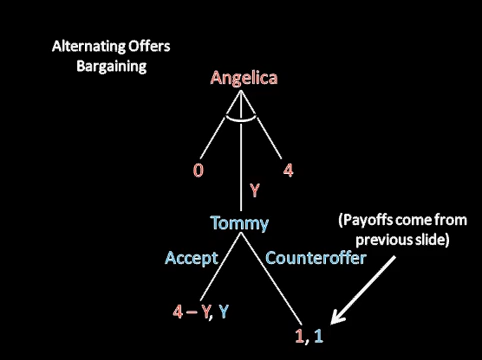 Alternating Offers
Bargaining
Angelica
0
4
Y
Tommy
(Payoffs come from
previous slide)
Accept
Counteroffer
4 – Y, Y
1, 1